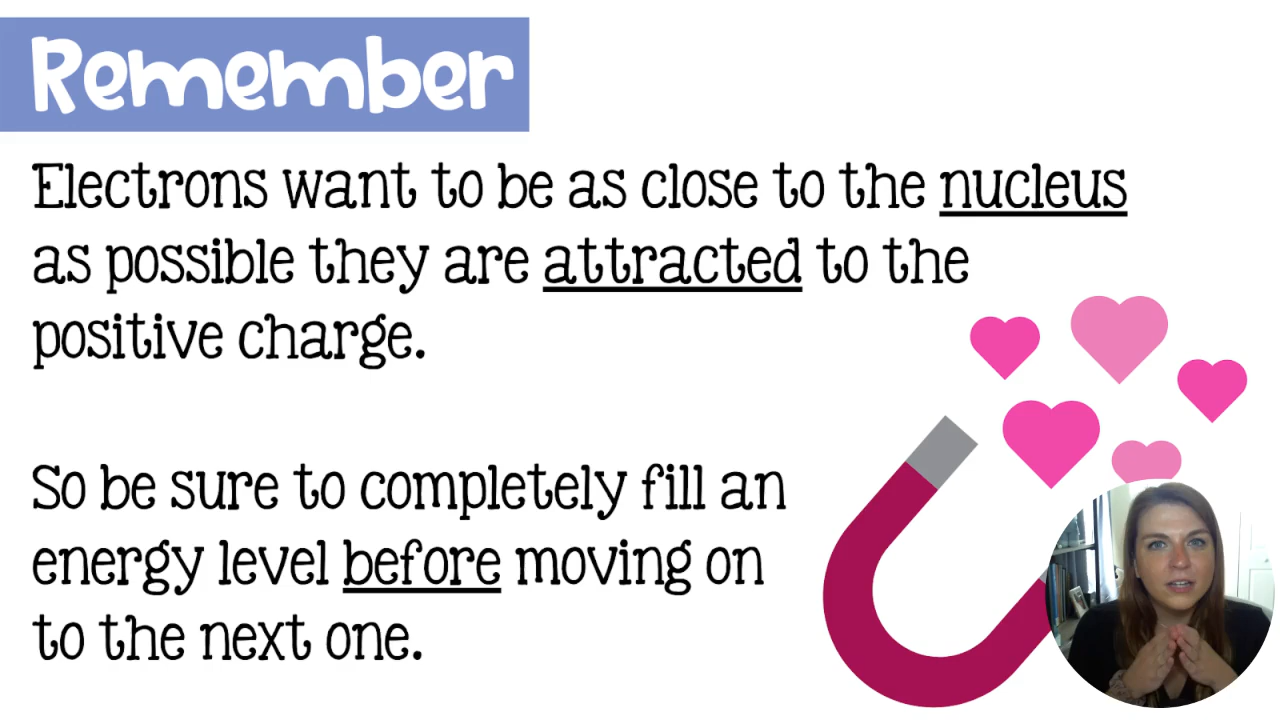 Remember
Electrons want to be as close to the nucleus
as possible they are attracted to the
positive charge.
So be sure to completely fill an
energy level before moving on
to the next one.